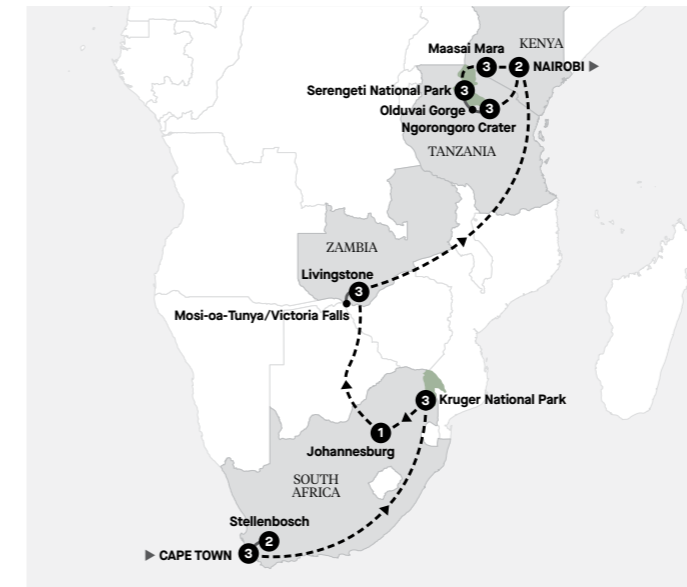 Maasai Mara
KENYA
3
2
NAIROBI ▶
Serengeti National Park
3
Olduvai Gorge
3
Ngorongoro Crater
TANZANIA
ZAMBIA
Livingstone
3
Mosi-oa-Tunya/Victoria Falls
3
Kruger National Park
1
Johannesburg
SOUTH
AFRICA
Stellenbosch
2
▶ CAPE TOWN
3